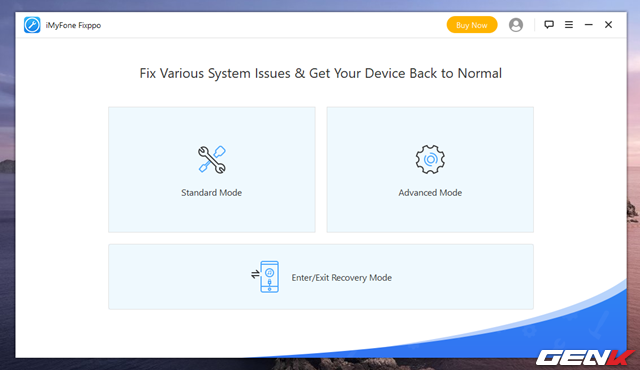 iMyFone Fixppo
Buy Now
Fix Various System Issues & Get Your Device Back to Normal
Standard Mode
Advanced Mode
Enter/Exit Recovery Mode
GENK